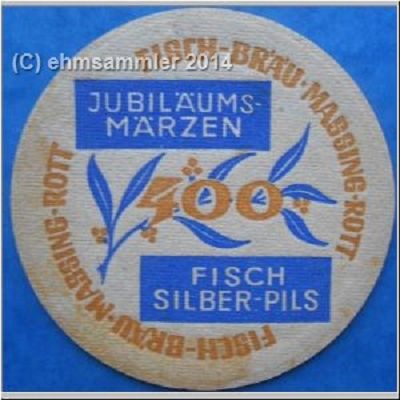 (C) ehmsammler 2014
FISCH-BRÄU·MASSING-ROTT
JUBILÄUMS-
MÄRZEN
400
FISCH
SILBER-PILS
FISCH-BRÄU·MASSING-ROTT